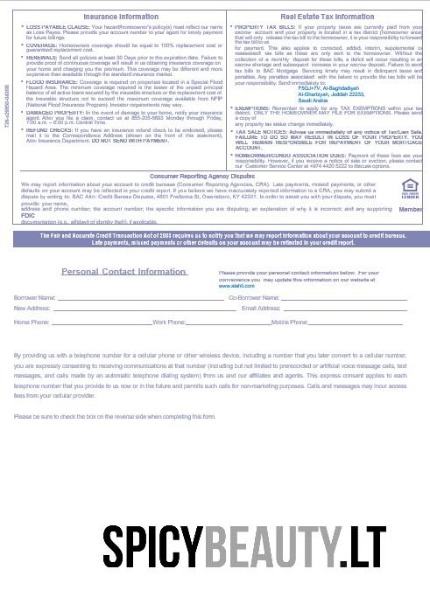 Insurance Information
LOSS PAYABLE CLAUSE: Your hazard/homeowner's policy(s) must reflect our name
as Loss Payee. Please provide your account number to your agent for timely payment
for future billings.
COVERAGE: Homeowners coverage should be equal to 100% replacement cost or
guaranteed replacement cost.
RENEWALS: Send all policies at least 30 Days prior to the expiration date. Failure to
provide proof of continuous coverage will result in us obtaining insurance coverage on
your home and charging you the premium. This coverage may be different and more
expensive than available through the standard insurance market.
FLOOD INSURANCE: Coverage is required on properties located in a Special Flood
Hazard Area. The minimum coverage required is the lesser of the unpaid principal
balance of all active loans secured by the insurable structure or the replacement cost of
the insurable structure not to exceed the maximum coverage available from NFIP
(National Flood Insurance Program). Investor requirements may vary.
DAMAGED PROPERTY: In the event of damage to your home, notify your insurance
7:00 a.m. - 8:00 p.m. Central Time.
REFUND CHECKS: If you have an insurance refund check to be endorsed, please
mail it to the Correspondence Address (shown on the front of this statement),
Attn: Insurance Department. DO NOT SEND WITH PAYMENT.
Real Estate Tax Information
PROPERTY TAX BILLS: If your property taxes are currently paid from your
escrow account and your property is located in a tax district (homeowner areas)
that will only release the tax bill to the homeowner, it is your responsibility to forward
the tax bill to us
for payment. This also applies to corrected, added, interim, supplemental or
reassessed tax bills as these are only sent to the homeowner. Without the
collection of a monthly deposit for these bills, a deficit will occur resulting in an
escrow shortage and subsequent increase in your escrow deposit. Failure to send
tax bills to BAC timely may result in delinquent taxes and
penalties. Any penalties associated with the failure to provide the tax bills will be
your responsibility. Send immediately to:
Al-Baghdadiyah
Al-Gharbiyah, Jeddah 22233,
Saudi Arabia
EXEMPTIONS: Remember to apply for any TAX EXEMPTIONS within your tax
dates. ONLY THE HOMEOWNER MAY FILE FOR EXEMPTIONS. Please send
a copy of
any property tax status change immediately.
TAX SALE NOTICES: Advise us immediately of any notice of Tax/Lien Sale.
FAILURE TO DO SO MAY RESULT IN LOSS OF YOUR PROPERTY. YOU
WILL REMAIN RESPONSIBLE FOR REPAYMENT OF YOUR MORTGAGE
ACCOUNT.
HOMEOWNERS ASSOCIATION DUES: Payment of these fees are your
responsibility. However, if you receive a notice of sale or eviction, please contact
our Customer Service Center at +974 4420 5222 to discuss options.
Consumer Reporting Agency Disputes
We may report information about your account to credit bureaus (Consumer Reporting Agencies, CRA). Late payments, missed payments, or other
defaults on your account may be reflected in your credit report. If you believe we have inaccurately reported information to a CRA, you may submit a
dispute by writing to: BAC Attn: Credit Bureau Disputes, 4801 Frederica St, Owensboro, KY 42301. In order to assist you with your dispute, you must
provide: your name,
address and phone number; the account number; the specific information you are disputing; an explanation of why it is incorrect; and any supporting
Member
FDIC
documentation (e.g., affidavit of identity theft), if applicable.
The Fair and Accurate Credit Transaction Act of 2003 requires us to notify you that we may report information about your account to credit bureaus.
Late payments, missed payments or other defaults on your account may be reflected in your credit report.
Personal Contact Information
Please provide your personal contact information below. For your
convenience you may update this information on our website at
Borrower Name:
Co-Borrower Name:
New Address:
Email Address:
Home Phone:
Work Phone:
Mobile Phone:
By providing us with a telephone number for a cellular phone or other wireless device, including a number that you later convert to a cellular number,
you are expressly consenting to receiving communications at that number (including but not limited to prerecorded or artificial voice message calls, text
messages, and calls made by an automatic telephone dialing system) from us and our affiliates and agents. This express consent applies to each
telephone number that you provide to us now or in the future and permits such calls for non-marketing purposes. Calls and messages may incur access
fees from your cellular provider.
Please be sure to check the box on the reverse side when completing this form.
SPICYBEAUTY.LT